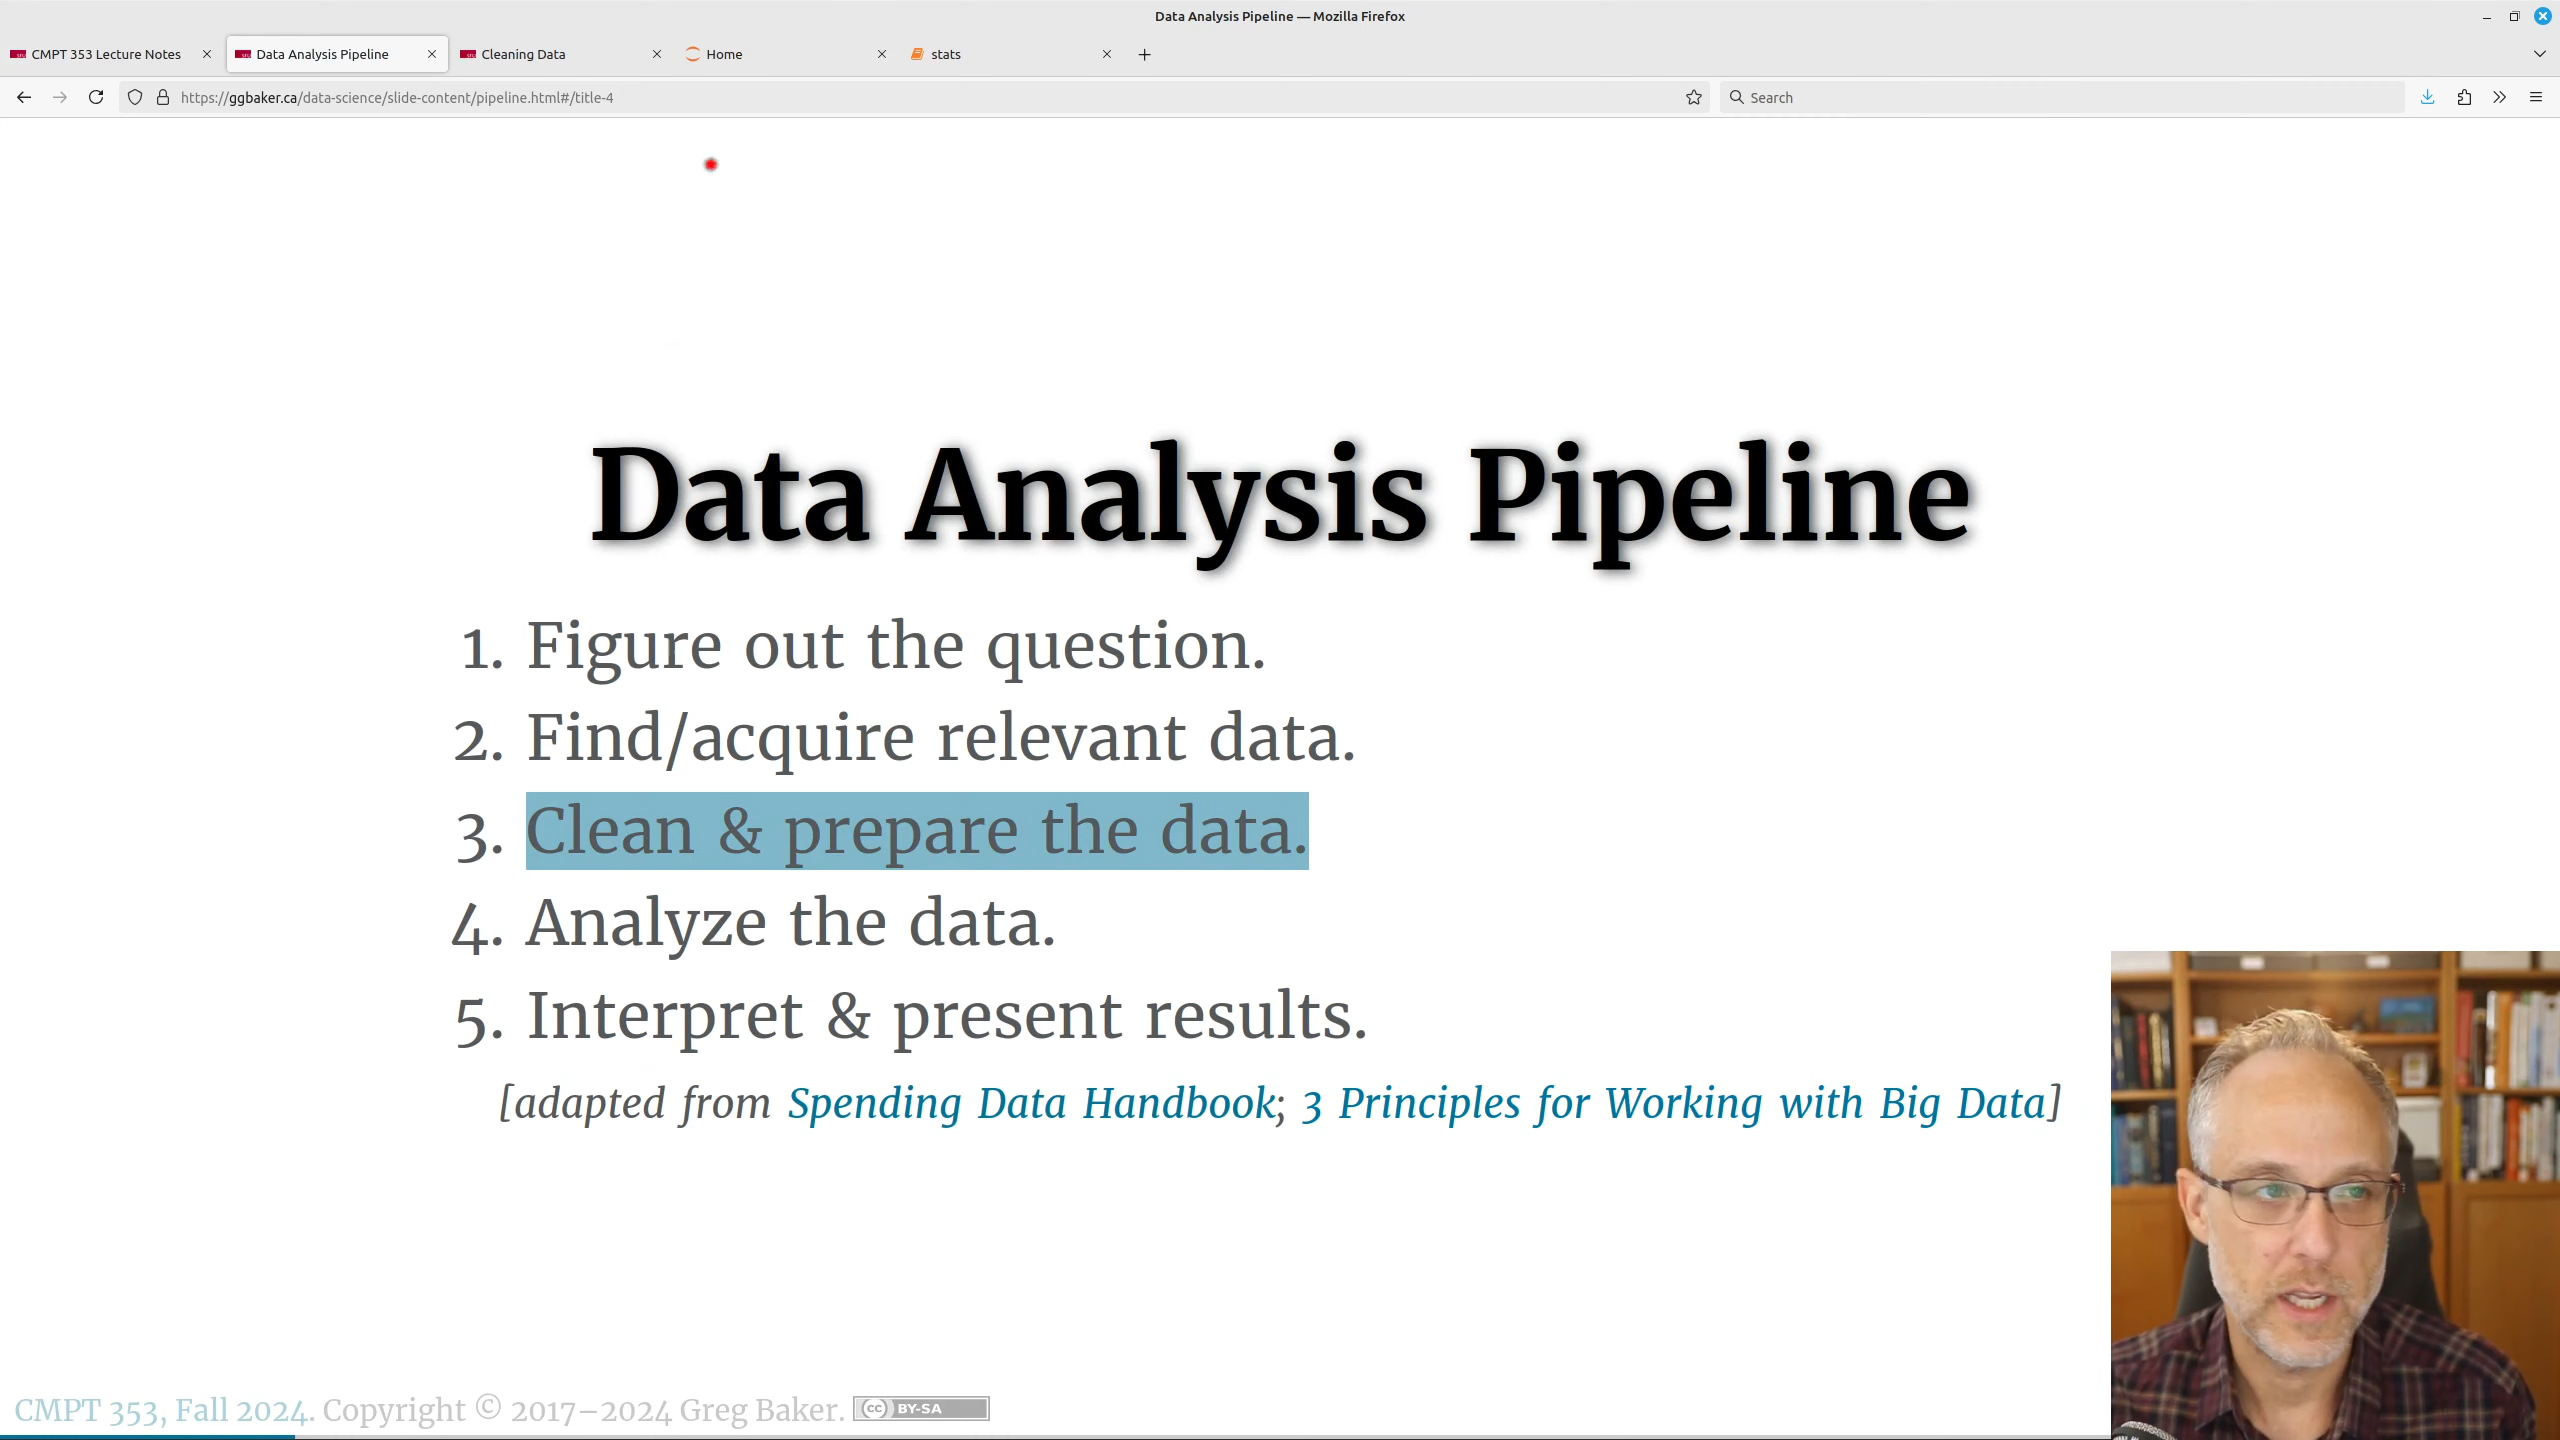 Data Analysis Pipeline — Mozilla Firefox
CMPT 353 Lecture Notes
Data Analysis Pipeline
Cleaning Data
Home
stats
https://ggbaker.ca/data-science/slide-content/pipeline.html#/title-4
Search
Data Analysis Pipeline
1. Figure out the question.
2. Find/acquire relevant data.
3. Clean & prepare the data.
4. Analyze the data.
5. Interpret & present results.
[adapted from Spending Data Handbook; 3 Principles for Working with Big Data]
CMPT 353, Fall 2024. Copyright © 2017–2024 Greg Baker. cc BY-SA